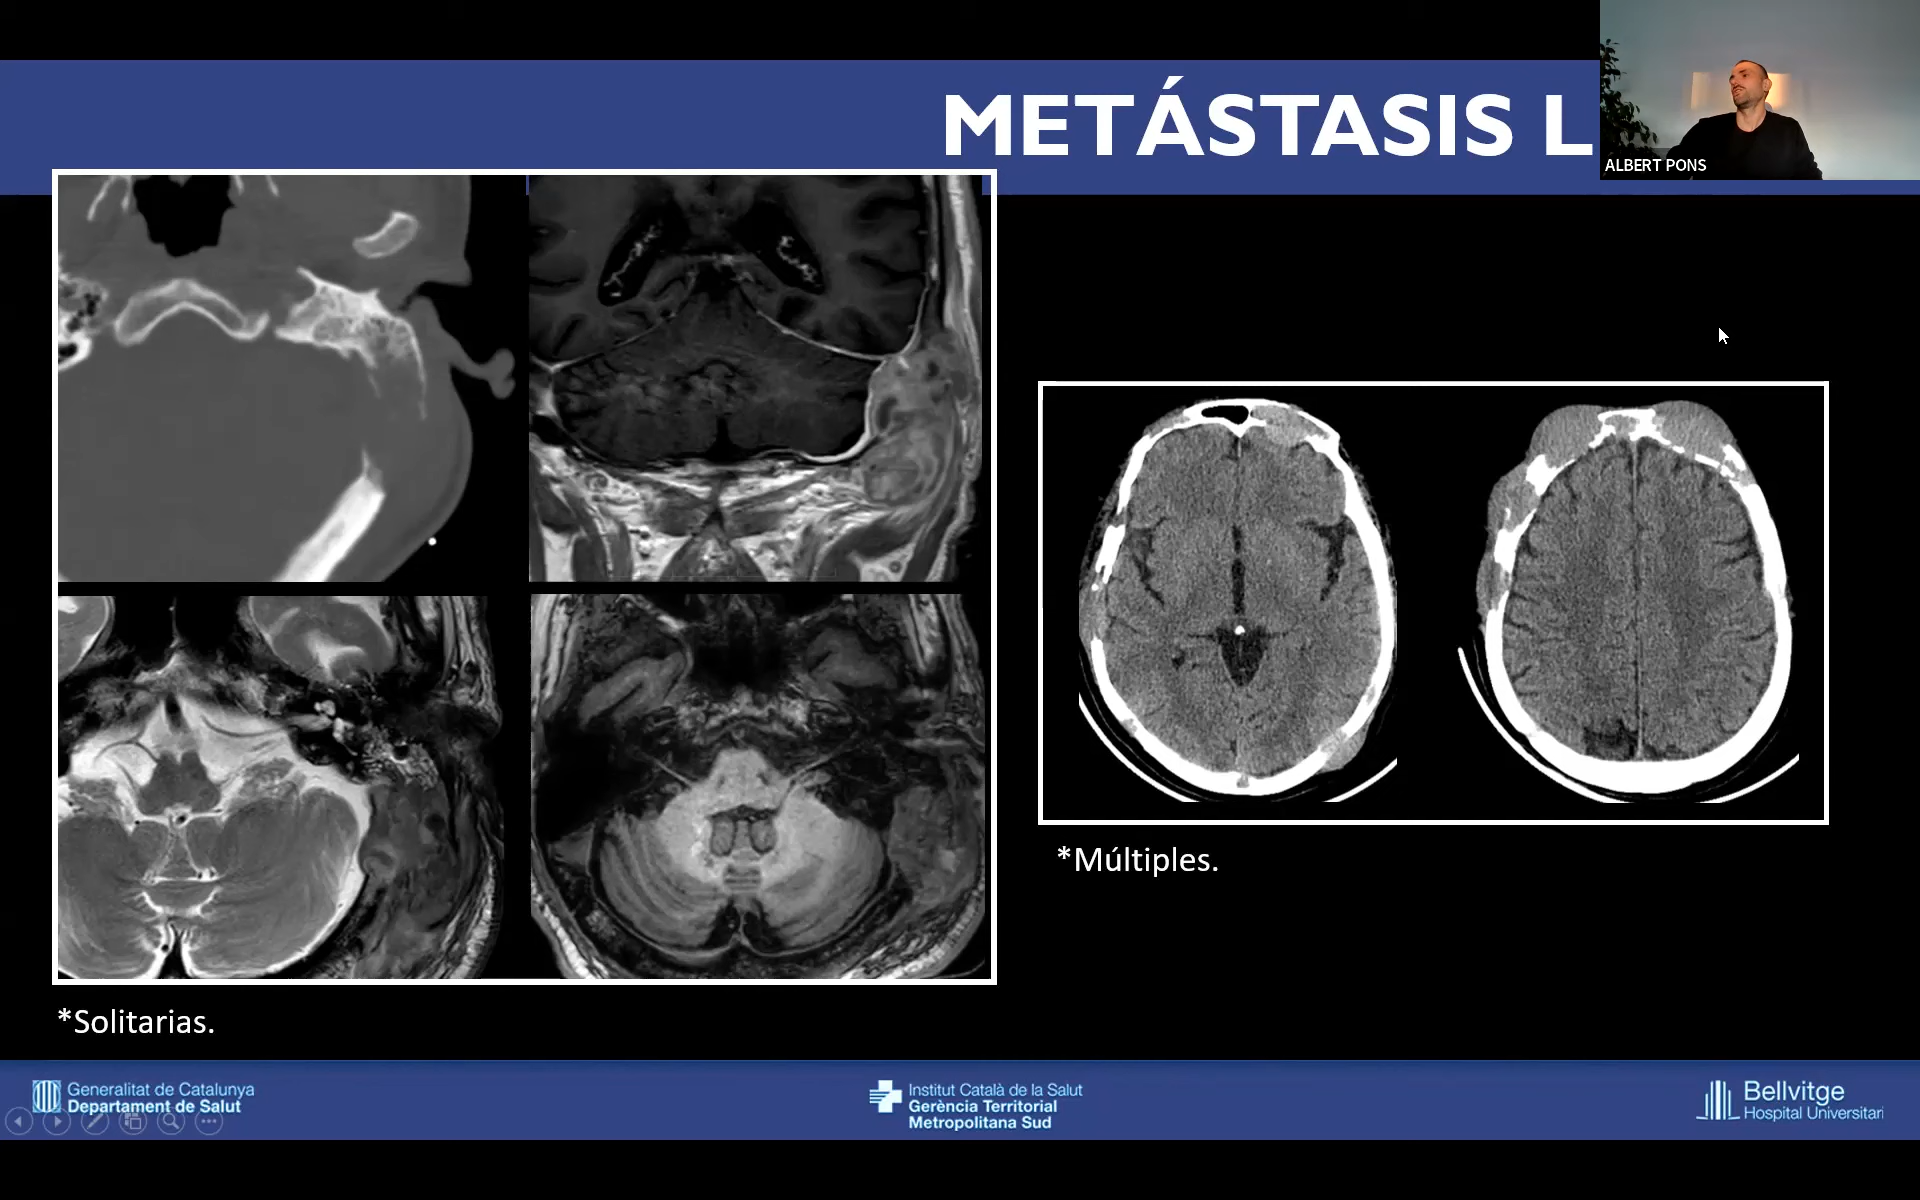 METÁSTASIS L
ALBERT PONS
*Múltiples.
*Solitarias.
Generalitat de Catalunya
Departament de Salut
Institut Català de la Salut
Gerència Territorial
Metropolitana Sud
Bellvitge
Hospital Universitari